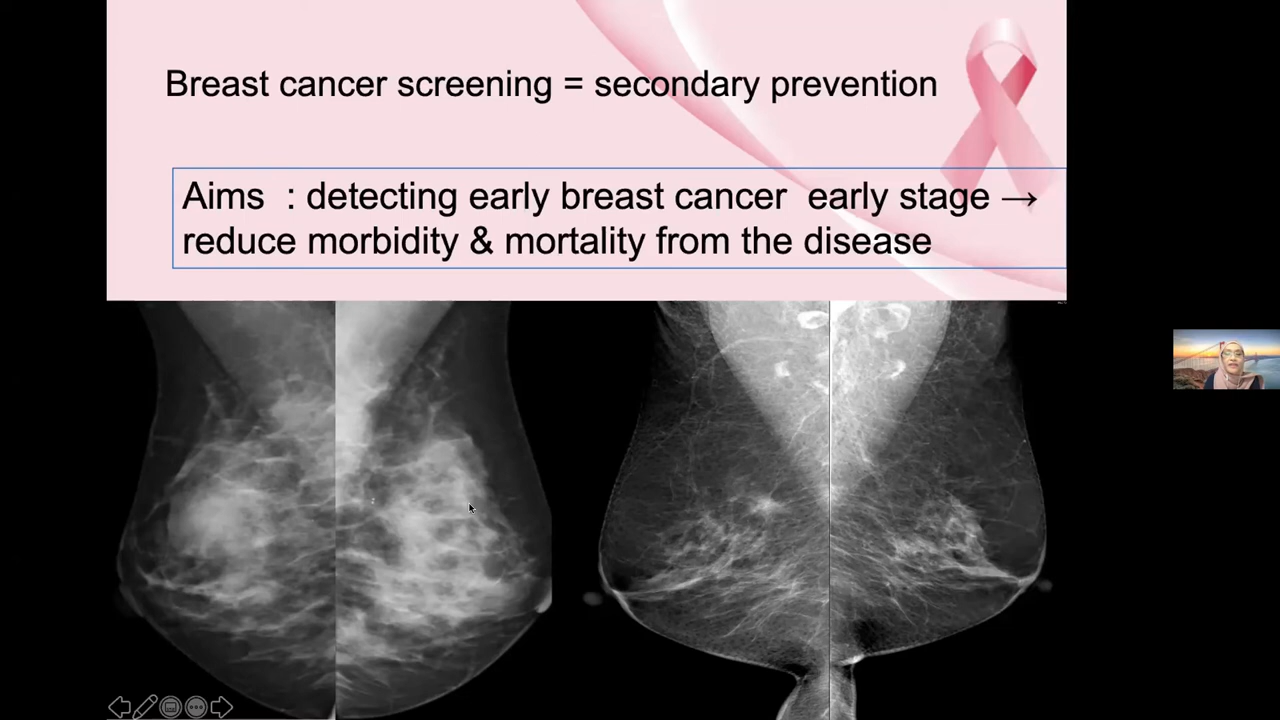 Breast cancer screening = secondary prevention
Aims : detecting early breast cancer early stage →
reduce morbidity & mortality from the disease